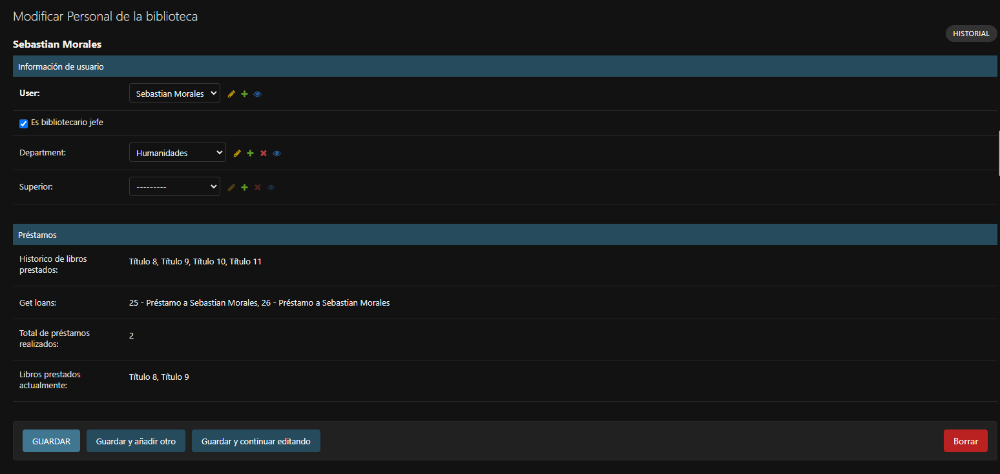 Modificar Personal de la biblioteca
HISTORIAL
Sebastian Morales
Información de usuario
User: Sebastian Morales
Es bibliotecario jefe
Department: Humanidades
Superior: ---------
Préstamos
Historico de libros
prestados:
Título 8, Título 9, Título 10, Título 11
Get loans: 25 - Préstamo a Sebastian Morales, 26 - Préstamo a Sebastian Morales
Total de préstamos
realizados:
2
Libros prestados
actualmente:
Título 8, Título 9
GUARDAR Guardar y añadir otro Guardar y continuar editando Borrar